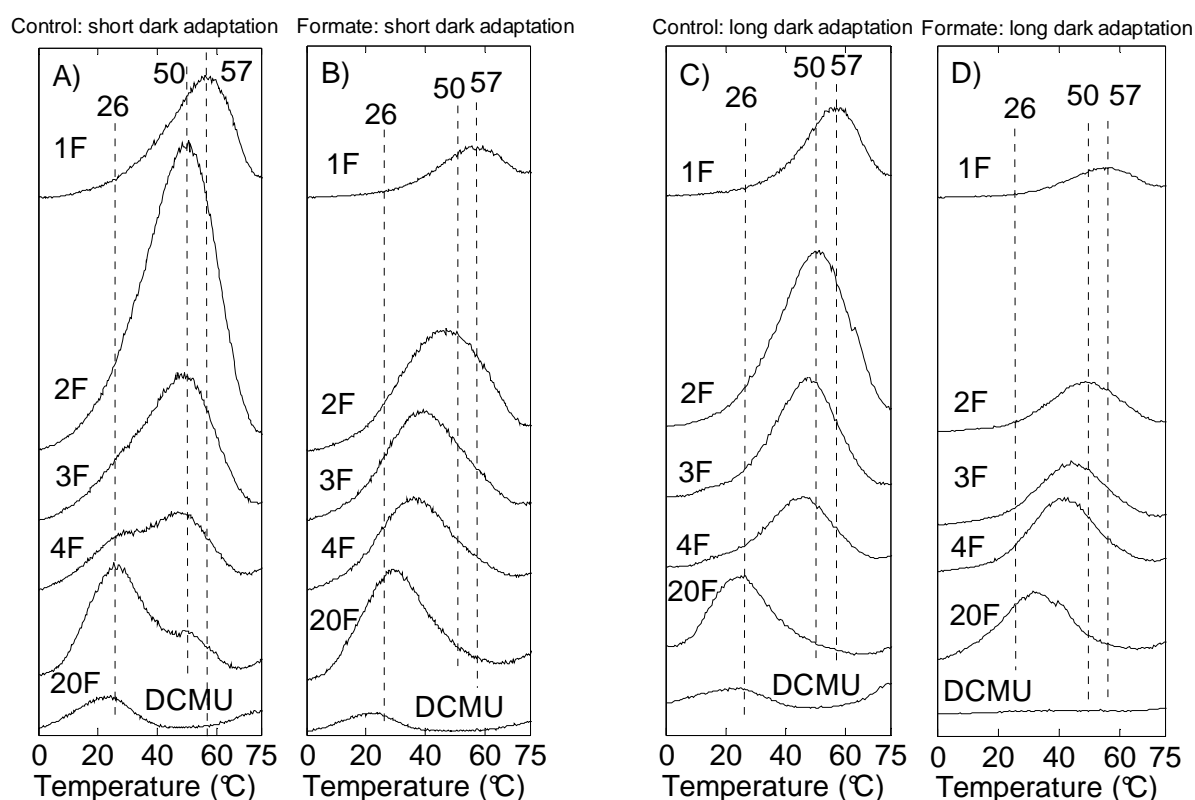 Control: short dark adaptation
A)
50
57
26
1F
2F
3F
4F
20F
20F
DCMU
0 20 40 60 75
Temperature (°C)
Formate: short dark adaptation
B)
50
57
26
1F
2F
3F
4F
20F
DCMU
0 20 40 60 75
Temperature (°C)
Control: long dark adaptation
C)
50
57
26
1F
2F
3F
4F
20F
DCMU
0 20 40 60 75
Temperature (°C)
Formate: long dark adaptation
D)
50
57
26
1F
2F
3F
4F
20F
DCMU
0 20 40 60 75
Temperature (°C)